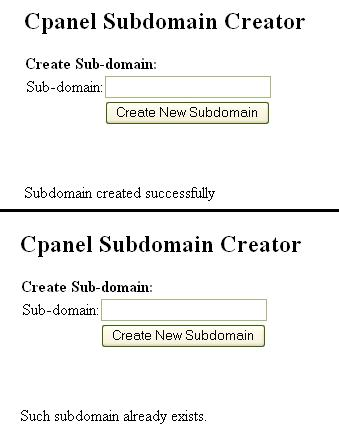 Cpanel Subdomain Creator
Create Sub-domain:
Sub-domain:
Create New Subdomain
Subdomain created successfully
Cpanel Subdomain Creator
Create Sub-domain:
Sub-domain:
Create New Subdomain
Such subdomain already exists.